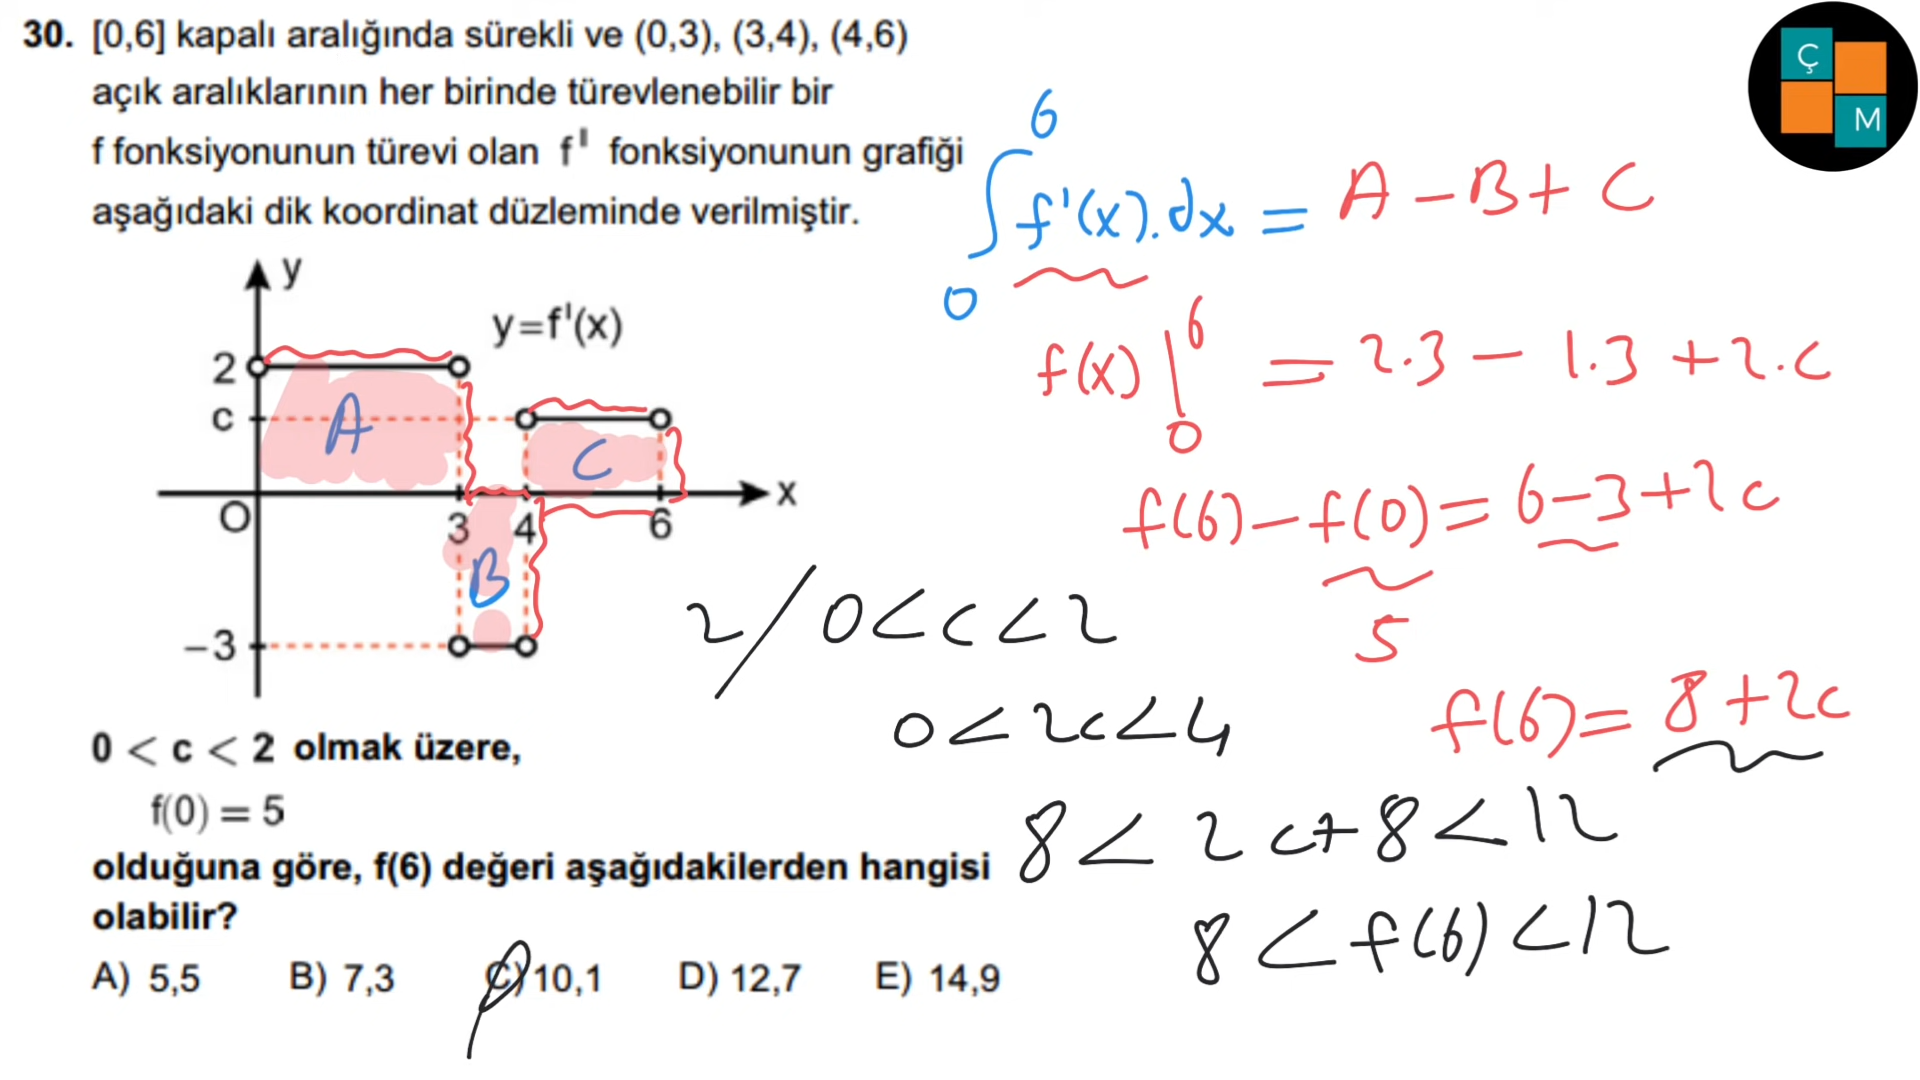 30. [0,6] kapalı aralığında sürekli ve (0,3), (3,4), (4,6)
açık aralıklarının her birinde türevlenebilir bir
f fonksiyonunun türevi olan f' fonksiyonunun grafiği
aşağıdaki dik koordinat düzleminde verilmiştir.
y
y=f'(x)
2
c
A
C
x
O
3
4
6
B
-3
0 < c < 2 olmak üzere,
f(0) = 5
olduğuna göre, f(6) değeri aşağıdakilerden hangisi
olabilir?
A) 5,5 B) 7,3 C) 10,1 D) 12,7 E) 14,9
∫₀⁶ f'(x).dx = A - B + C
f(x) |₀⁶ = 2.3 - 1.3 + 2.c
f(6) - f(0) = 6 - 3 + 2c
5
f(6) = 8 + 2c
2 / 0 < c < 2
0 < 2c < 4
8 < 2c + 8 < 12
8 < f(6) < 12
Ç
M